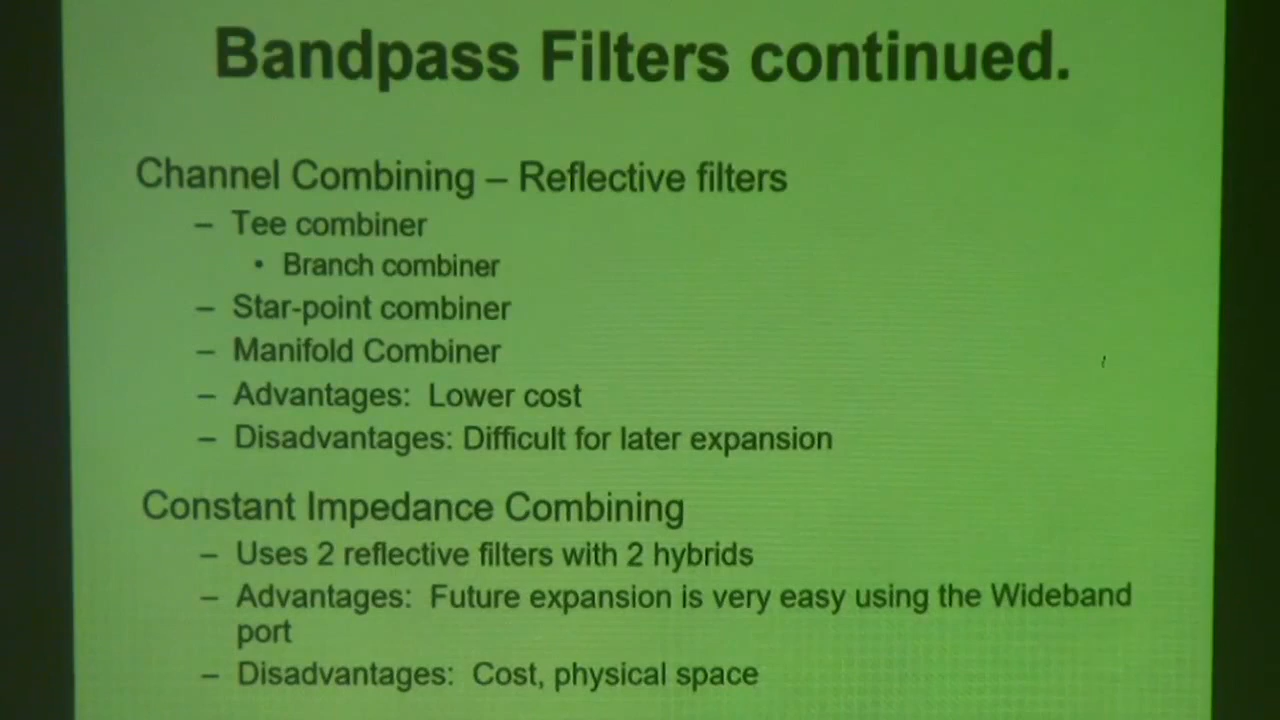 Bandpass Filters continued.
Channel Combining – Reflective filters
– Tee combiner
• Branch combiner
– Star-point combiner
– Manifold Combiner
– Advantages: Lower cost
– Disadvantages: Difficult for later expansion
Constant Impedance Combining
– Uses 2 reflective filters with 2 hybrids
– Advantages: Future expansion is very easy using the Wideband
port
– Disadvantages: Cost, physical space